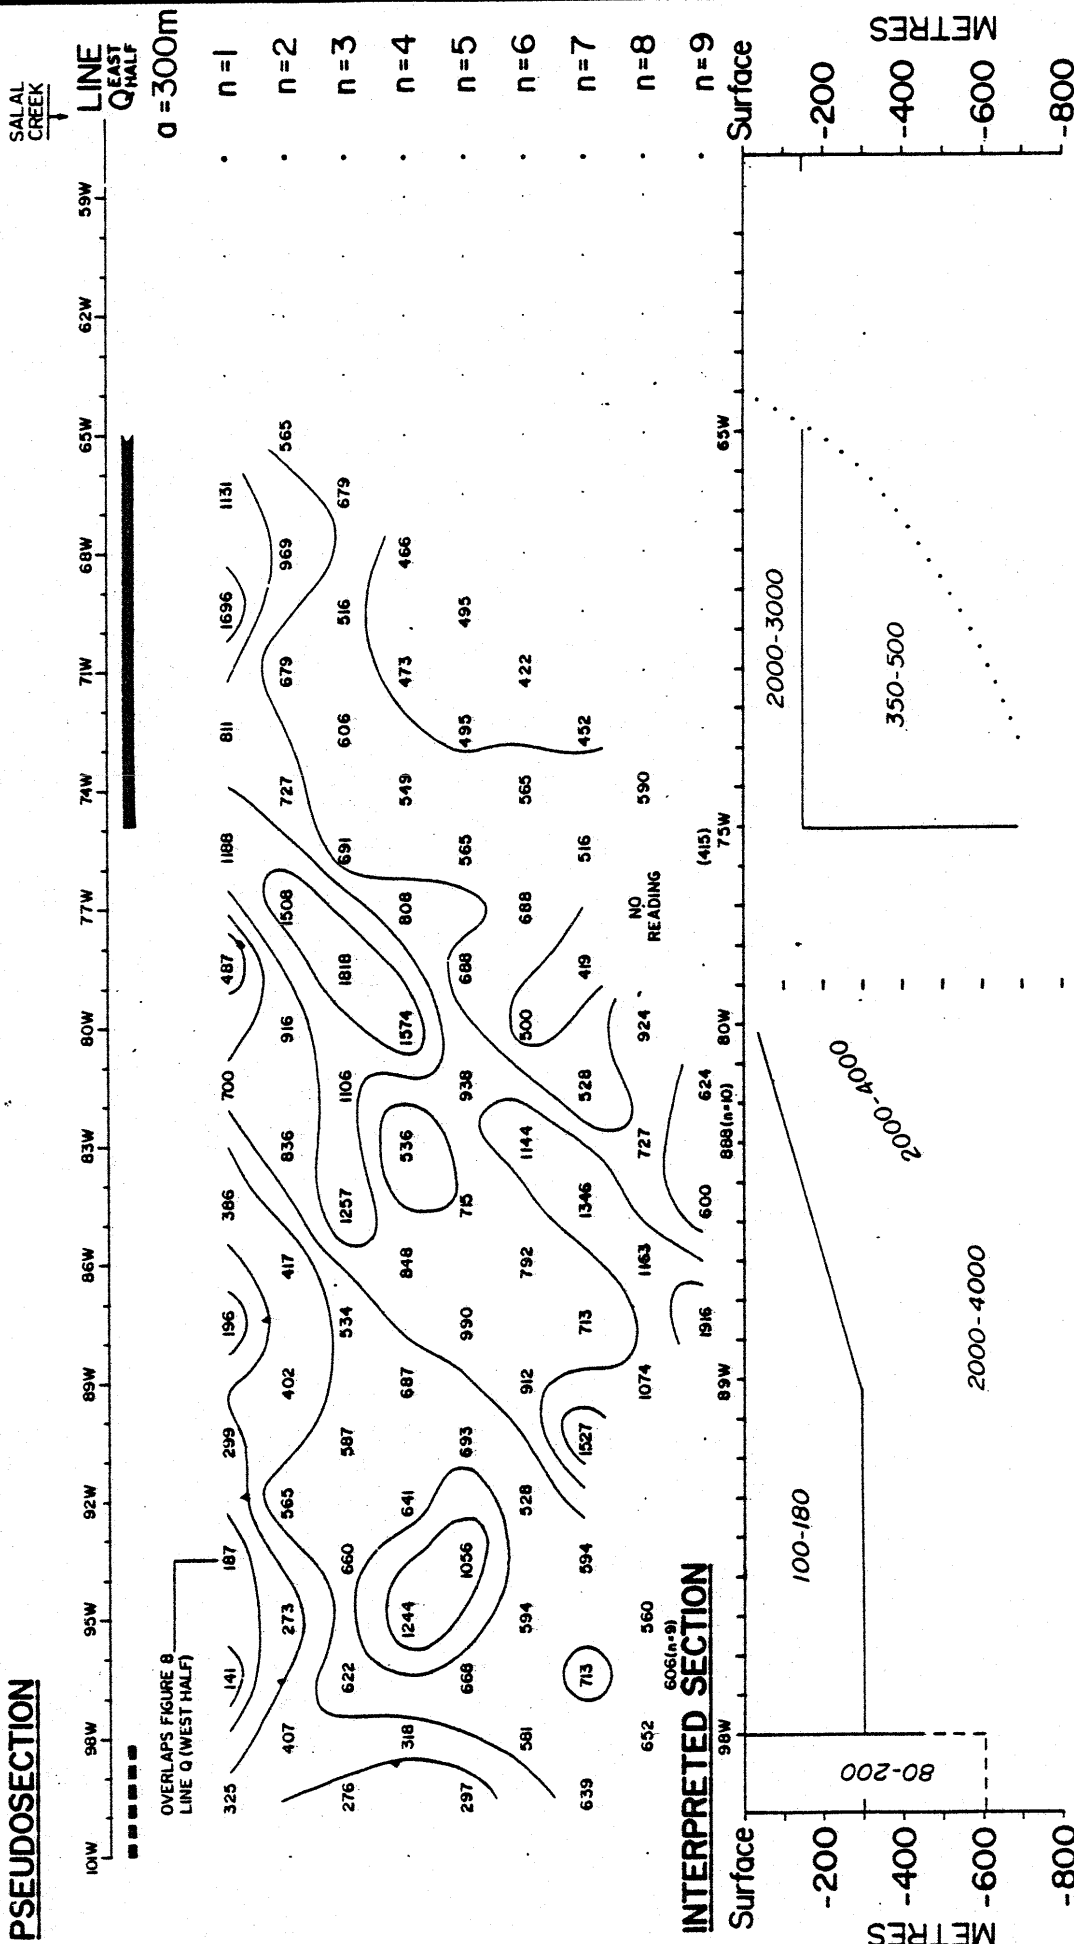 PSEUDOSECTION
SALAL
CREEK
LINE
Q EAST
HALF
101W 98W 95W 92W 89W 86W 83W 80W 77W 74W 71W 68W 65W 62W 59W
a = 300m
OVERLAPS FIGURE 8
LINE Q (WEST HALF)
325 141 187 299 196 386 700 487 1188 811 1696 1131 n = 1
407 273 565 402 417 836 916 1508 727 679 969 565 n = 2
276 622 660 587 534 1257 1106 1818 691 606 516 679 n = 3
318 1244 641 687 848 536 1574 808 549 473 466 n = 4
297 668 1056 693 990 715 938 688 565 495 495 n = 5
581 594 528 912 792 1144 500 688 565 422 n = 6
639 713 594 1527 713 1346 528 419 516 452 n = 7
652 560 1074 1163 727 924 NO
READING 590 n = 8
606(n=9) 1916 600 624 (415) n = 9
888(n=10)
INTERPRETED SECTION
Surface 98W 89W 80W 75W 65W Surface
-200 -200
-400 -400
-600 -600
-800 -800
METRES METRES
80-200
100-180
2000-4000
2000-4000
2000-3000
350-500